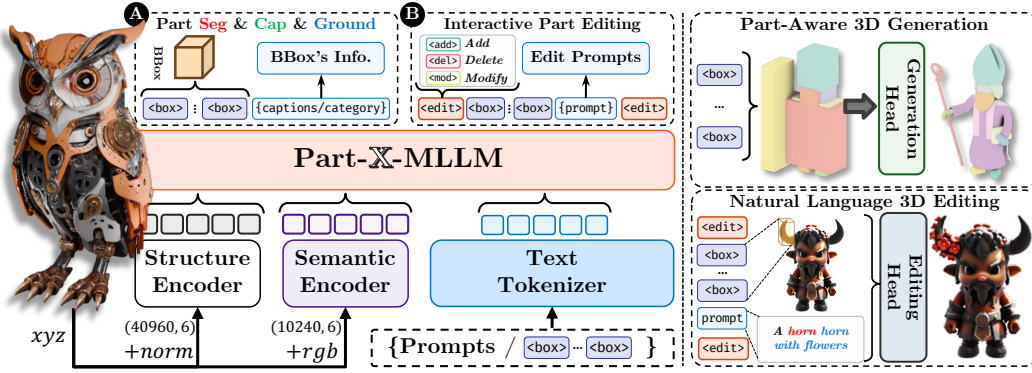 A Part Seg & Cap & Ground
BBox
BBox's Info.
<box> : <box> {captions/category}
B Interactive Part Editing
<add> Add
<del> Delete
<mod> Modify
Edit Prompts
<edit> <box> : <box> {prompt} <edit>
Part-𝕏-MLLM
Structure
Encoder
Semantic
Encoder
Text
Tokenizer
xyz
(40960, 6)
+norm
(10240, 6)
+rgb
{Prompts / <box> ... <box> }
Part-Aware 3D Generation
<box>
...
<box>
Generation
Head
Natural Language 3D Editing
<edit>
<box>
...
<box>
prompt
<edit>
A horn horn
with flowers
Editing
Head